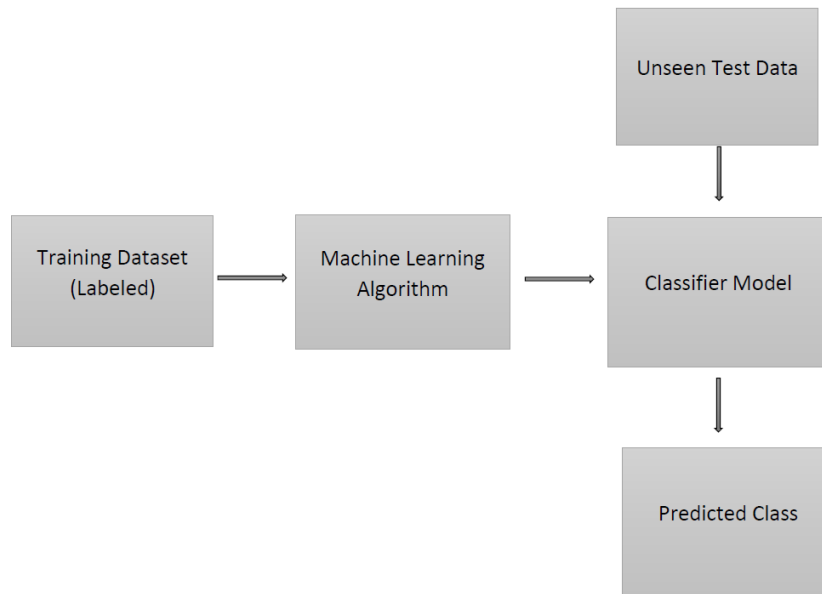 Unseen Test Data
Training Dataset
(Labeled)
Machine Learning
Algorithm
Classifier Model
Predicted Class